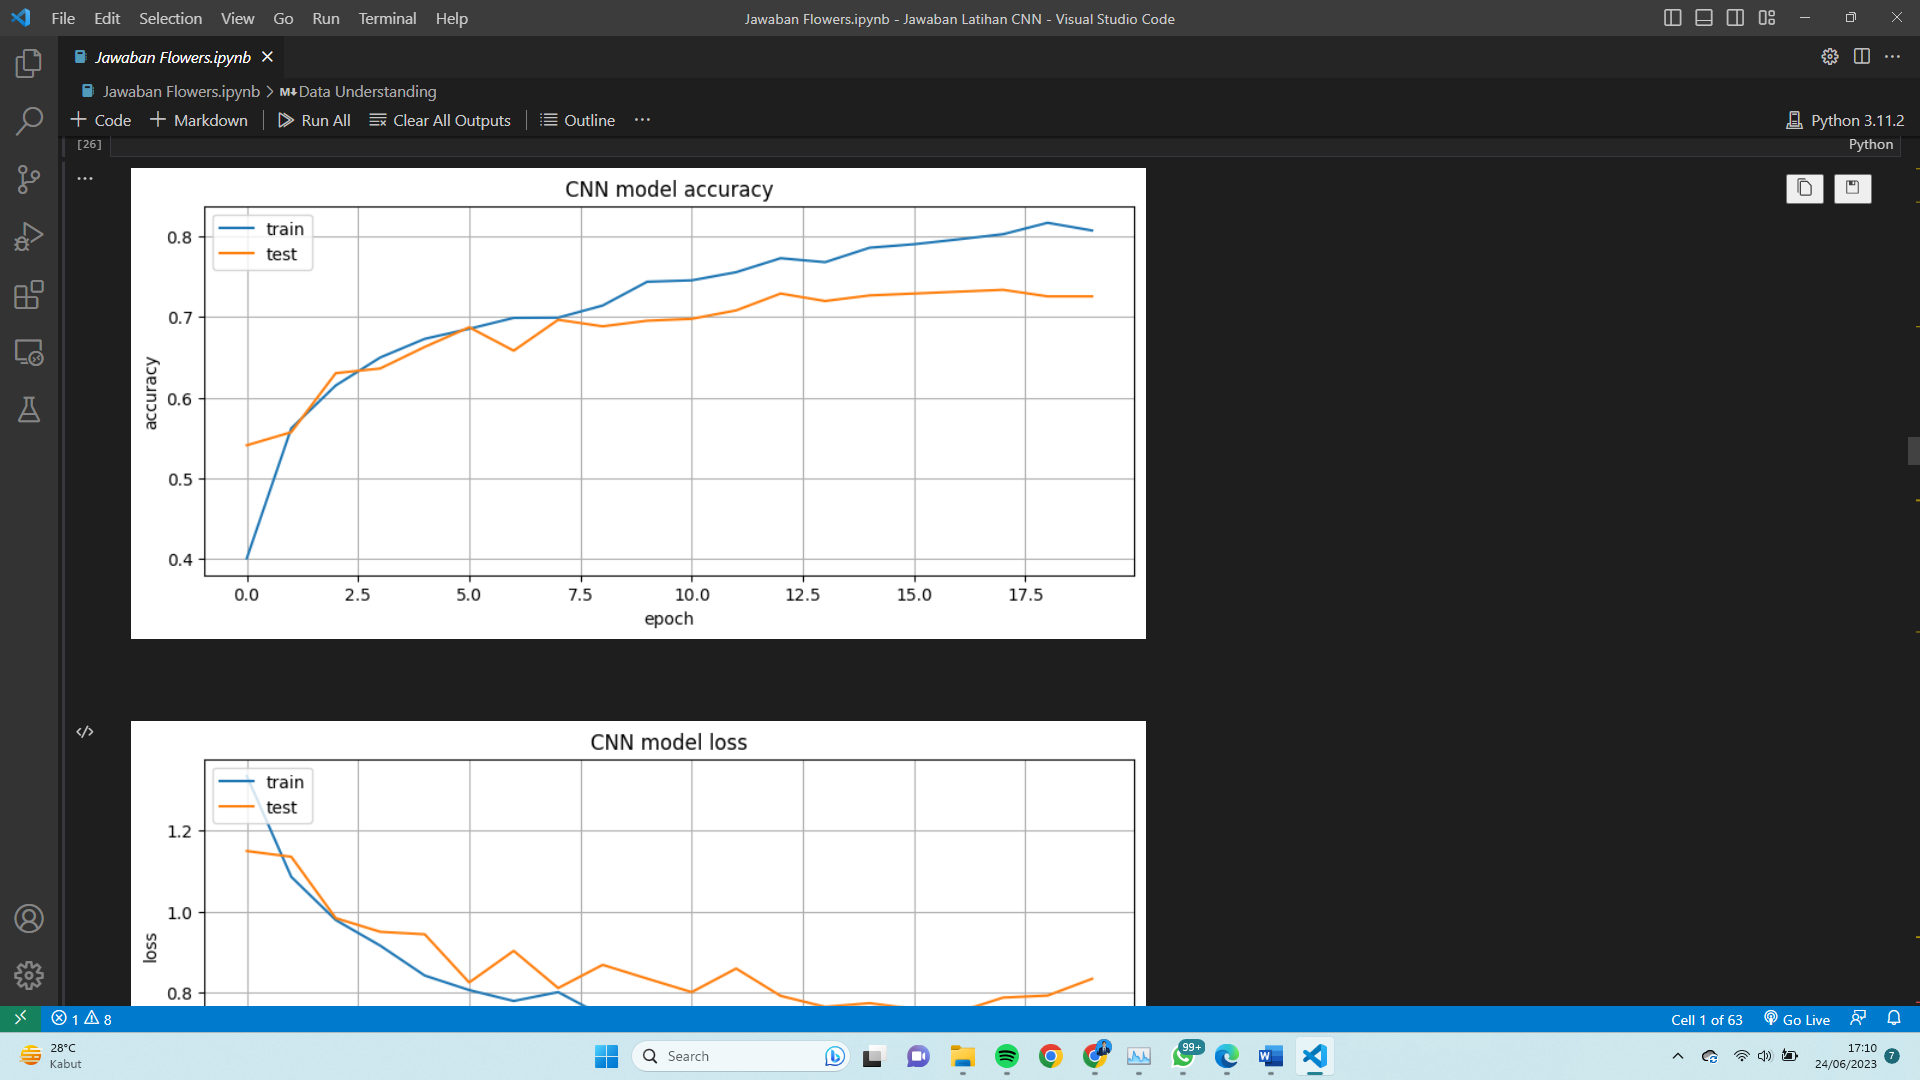 File Edit Selection View Go Run Terminal Help
Jawaban Flowers.ipynb - Jawaban Latihan CNN - Visual Studio Code
Jawaban Flowers.ipynb
Jawaban Flowers.ipynb > M↓Data Understanding
+ Code + Markdown Run All Clear All Outputs Outline ...
Python 3.11.2
[26]
Python
...
CNN model accuracy
train
test
0.8
0.7
0.6
0.5
0.4
accuracy
0.0 2.5 5.0 7.5 10.0 12.5 15.0 17.5
epoch
CNN model loss
train
test
1.2
1.0
0.8
loss
1 8
Cell 1 of 63 Go Live
28°C
Kabut
Search
99+
17:10
24/06/2023
7